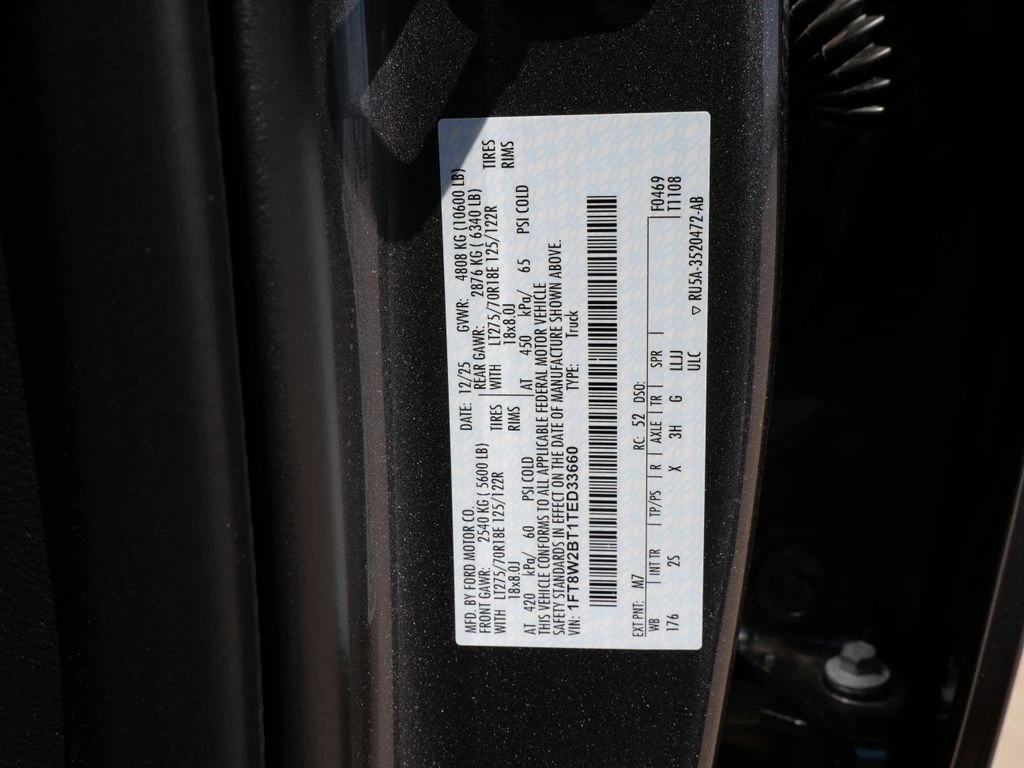 MFD. BY FORD MOTOR CO. DATE: 12/25 GVWR: 4808 KG (10600 LB)
FRONT GAWR: 2540 KG ( 5600 LB) REAR GAWR: 2876 KG ( 6340 LB)
WITH LT275/70R18E 125/122R TIRES WITH LT275/70R18E 125/122R TIRES
18x8.0J RIMS 18x8.0J RIMS
AT 420 kPa/ 60 PSI COLD AT 450 kPa/ 65 PSI COLD
THIS VEHICLE CONFORMS TO ALL APPLICABLE FEDERAL MOTOR VEHICLE
SAFETY STANDARDS IN EFFECT ON THE DATE OF MANUFACTURE SHOWN ABOVE.
VIN: 1FT8W2BT1TED33660 TYPE: Truck
EXT PNT: M7 RC: 52 DSO: F0469
WB INT TR TP/PS R AXLE TR SPR T1108
176 2S X 3H G LLJ
ULC ▽ RU5A-3520472-AB